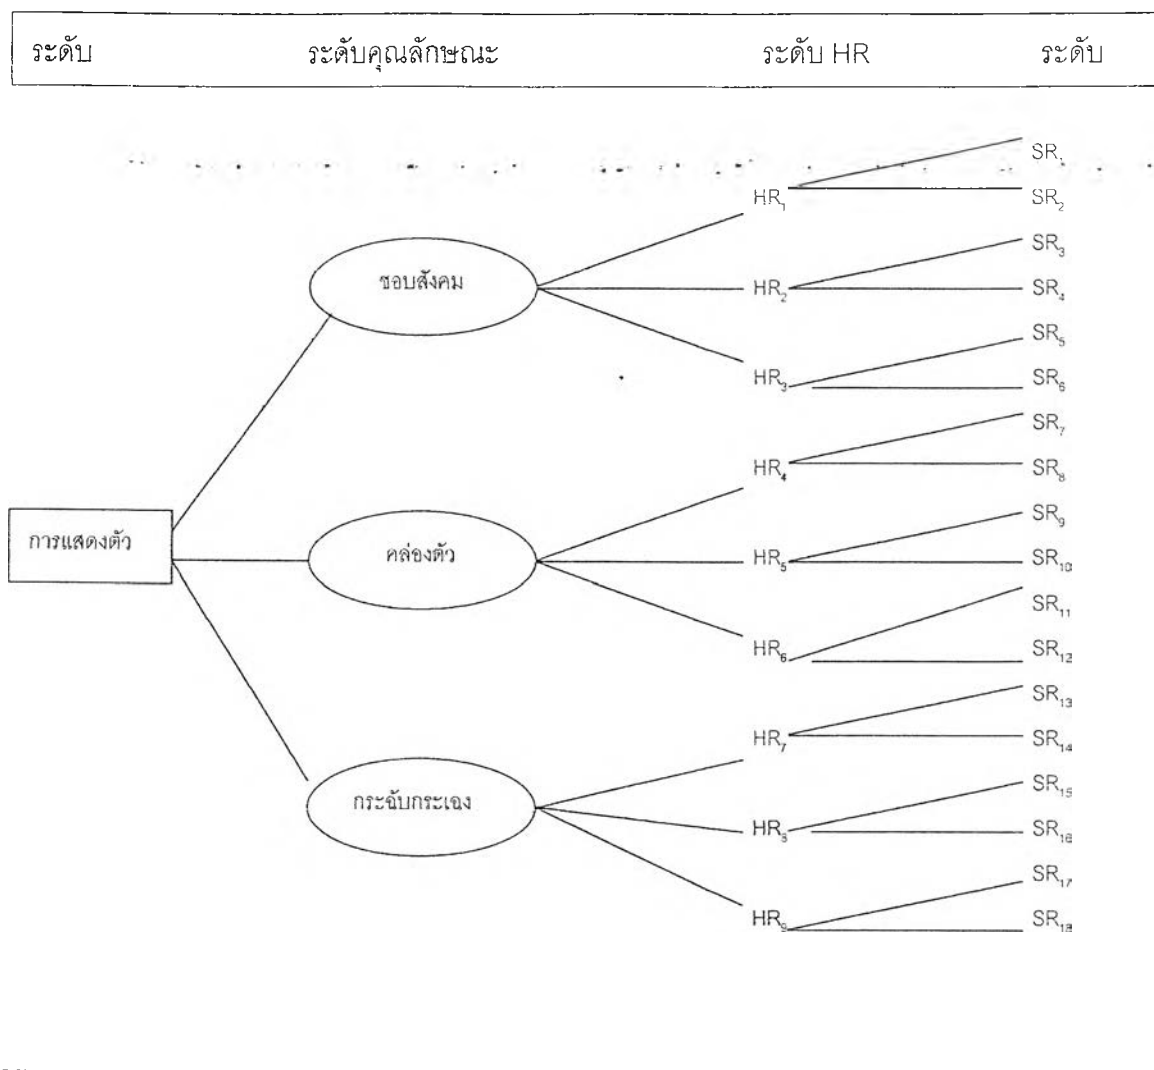 ระดับ ระดับคุณลักษณะ ระดับ HR ระดับ
SR₁
HR₁ SR₂
SR₃
ชอบสังคม HR₂ SR₄
SR₅
HR₃ SR₆
SR₇
HR₄ SR₈
SR₉
การแสดงตัว คล่องตัว HR₅ SR₁₀
SR₁₁
HR₆ SR₁₂
SR₁₃
HR₇ SR₁₄
SR₁₅
กระฉับกระเฉง HR₈ SR₁₆
SR₁₇
HR₉ SR₁₈